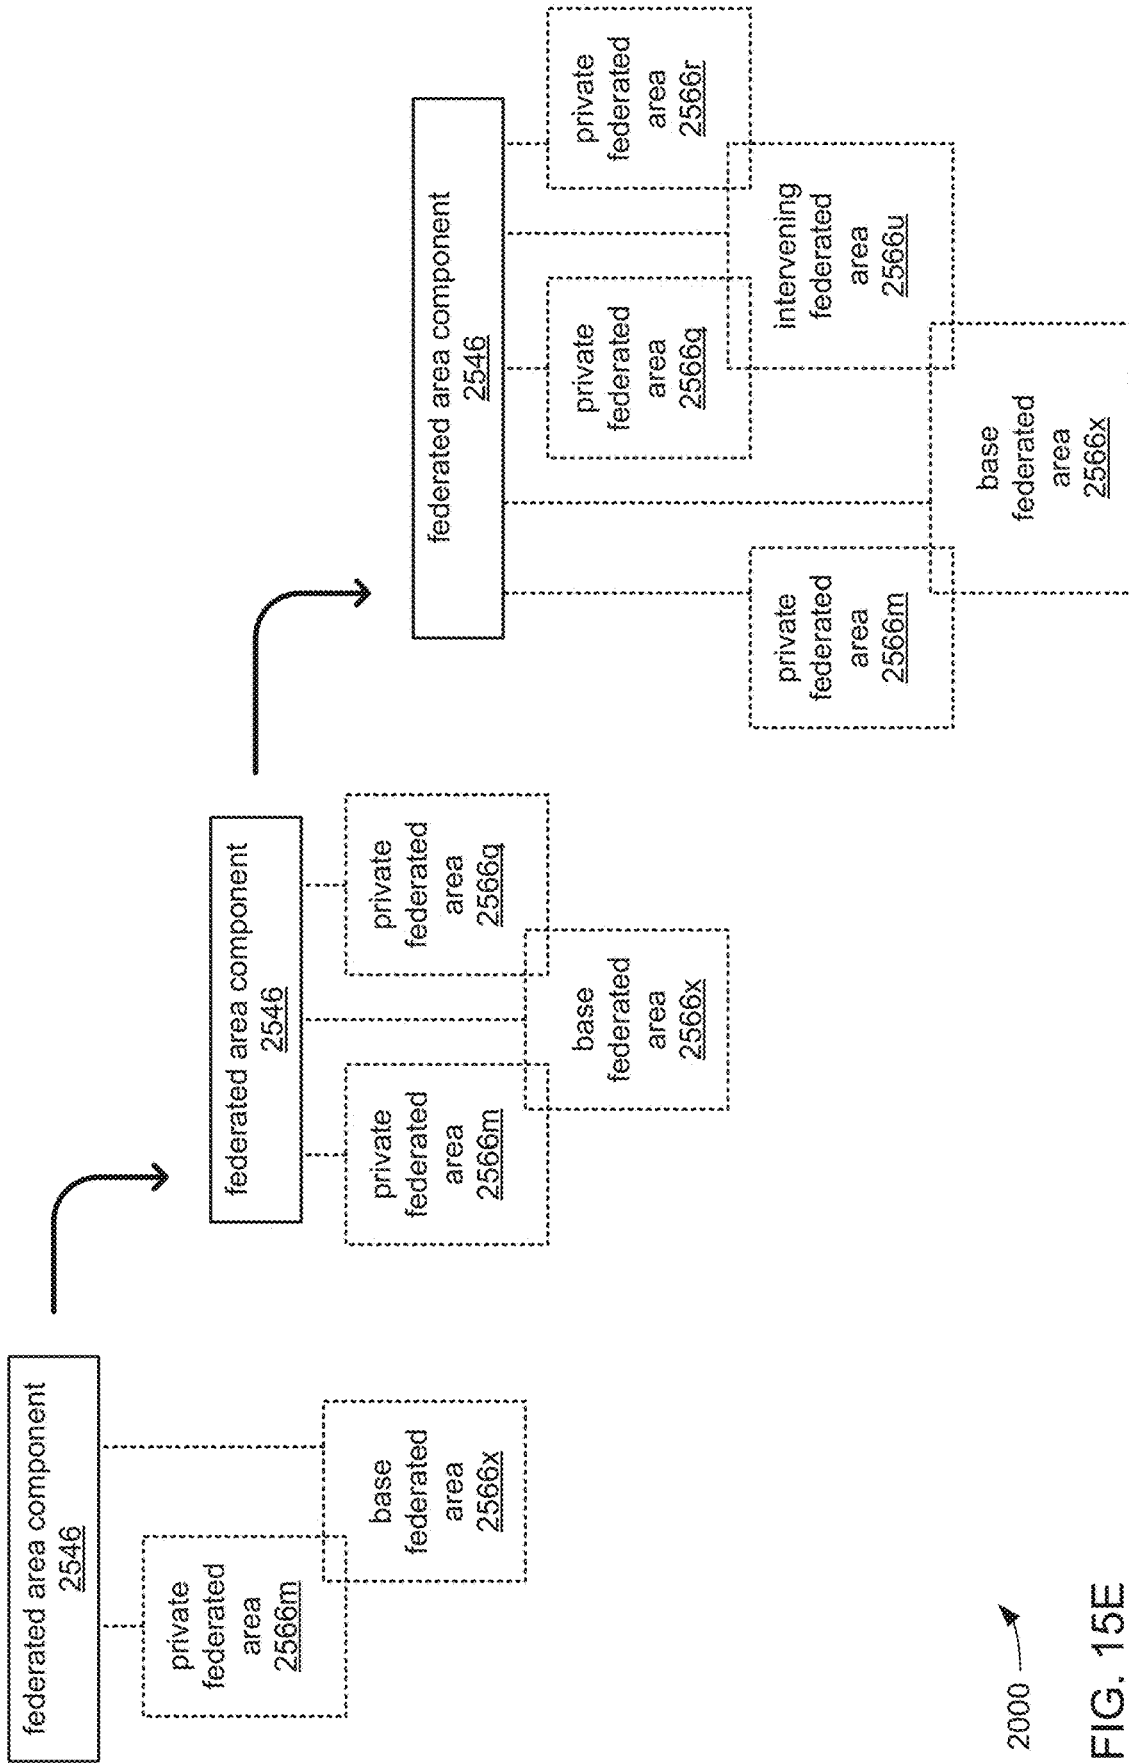 federated area component
2546
private
federated
area
2566m
base
federated
area
2566x
federated area component
2546
private
federated
area
2566m
base
federated
area
2566x
private
federated
area
2566q
federated area component
2546
private
federated
area
2566m
base
federated
area
2566x
private
federated
area
2566q
intervening
federated
area
2566u
private
federated
area
2566r
2000
FIG. 15E